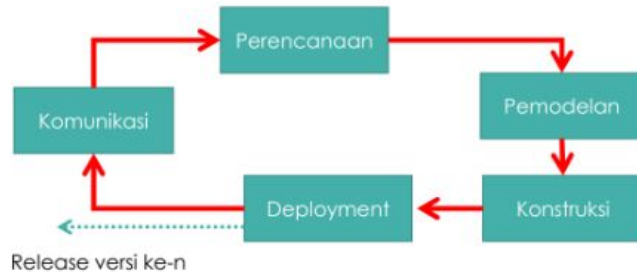 Perencanaan
Komunikasi
Pemodelan
Deployment
Konstruksi
Release versi ke-n